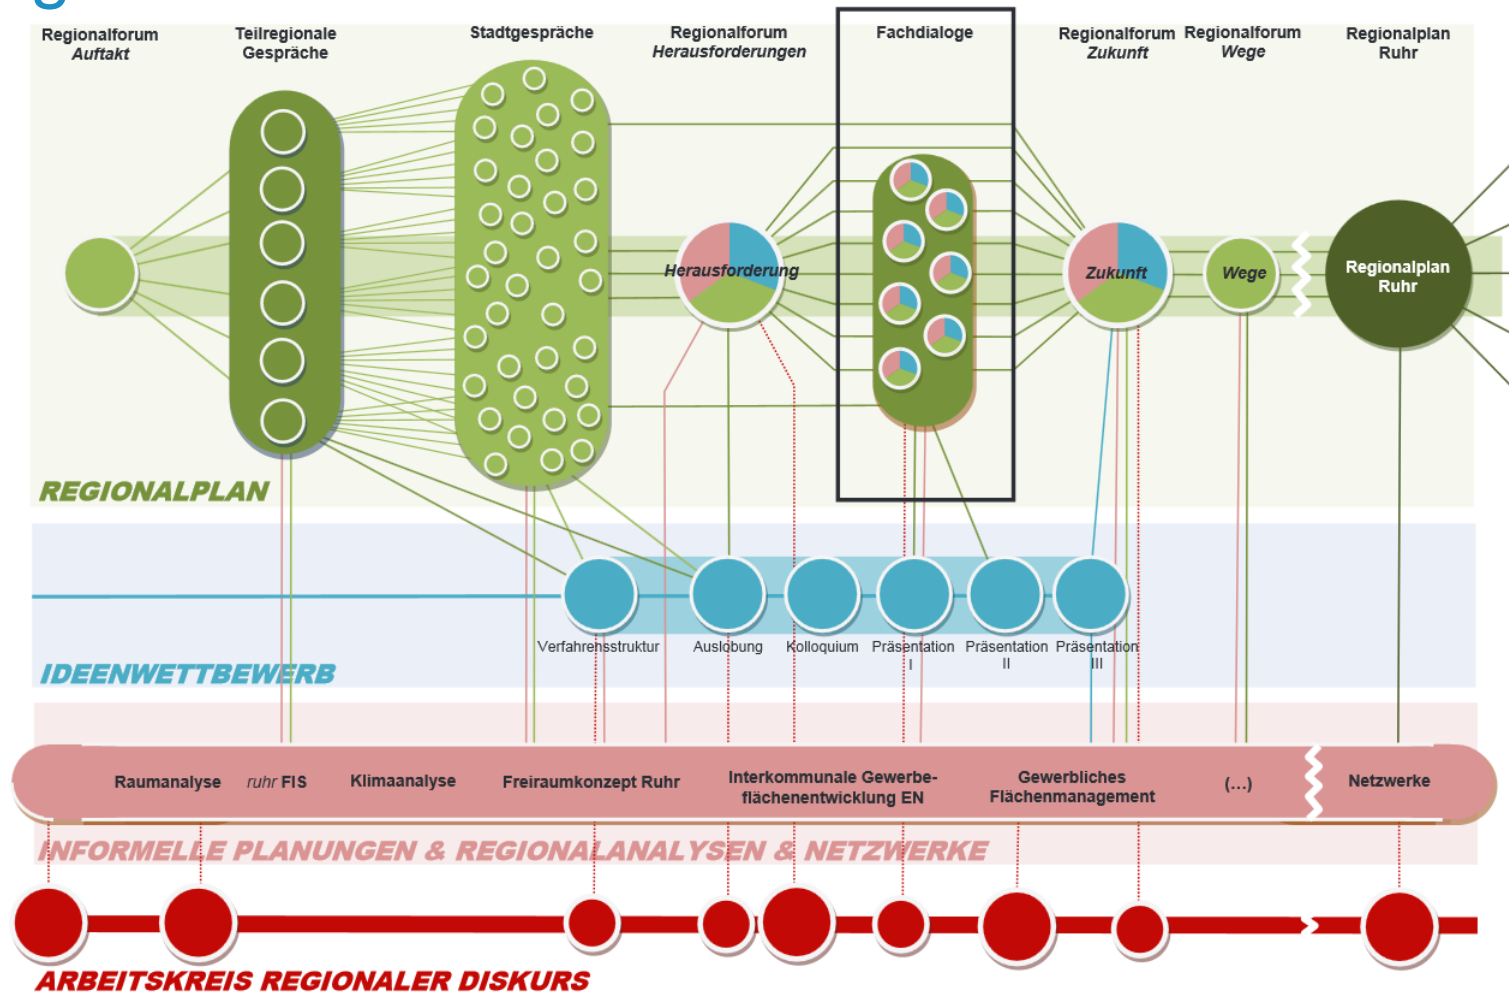 Regionalforum
Auftakt
Teilregionale
Gespräche
Stadtgespräche
Regionalforum
Herausforderungen
Fachdialoge
Regionalforum
Zukunft
Regionalforum
Wege
Regionalplan
Ruhr
Herausforderung
Zukunft
Wege
Regionalplan
Ruhr
REGIONALPLAN
Verfahrensstruktur
Auslobung
Kolloquium
Präsentation
I
Präsentation
II
Präsentation
III
IDEENWETTBEWERB
Raumanalyse
ruhr FIS
Klimaanalyse
Freiraumkonzept Ruhr
Interkommunale Gewerbe-
flächenentwicklung EN
Gewerbliches
Flächenmanagement
(...)
Netzwerke
INFORMELLE PLANUNGEN & REGIONALANALYSEN & NETZWERKE
ARBEITSKREIS REGIONALER DISKURS